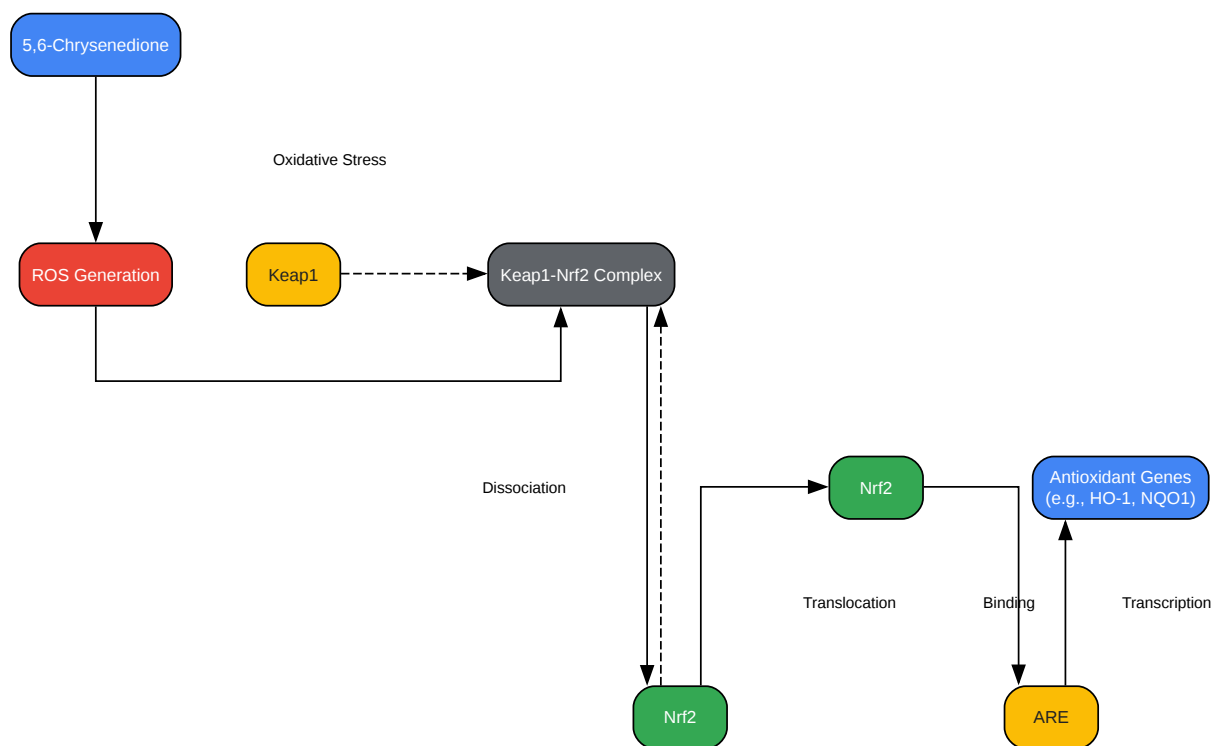 5,6-Chrysenedione
Oxidative Stress
ROS Generation
Keap1
Keap1-Nrf2 Complex
Dissociation
Nrf2
Antioxidant Genes
(e.g., HO-1, NQO1)
Translocation
Binding
Transcription
Nrf2
ARE